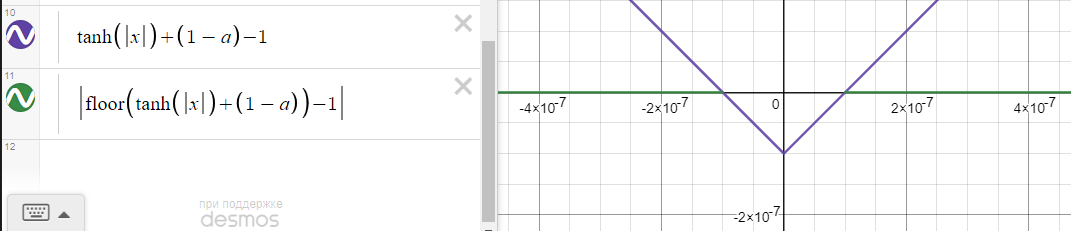 10
tanh(|x|)+(1−a)−1
11
|floor(tanh(|x|)+(1−a))−1|
12
при поддержке
desmos
-4×10⁻⁷
-2×10⁻⁷
0
2×10⁻⁷
4×10⁻⁷
-2×10⁻⁷